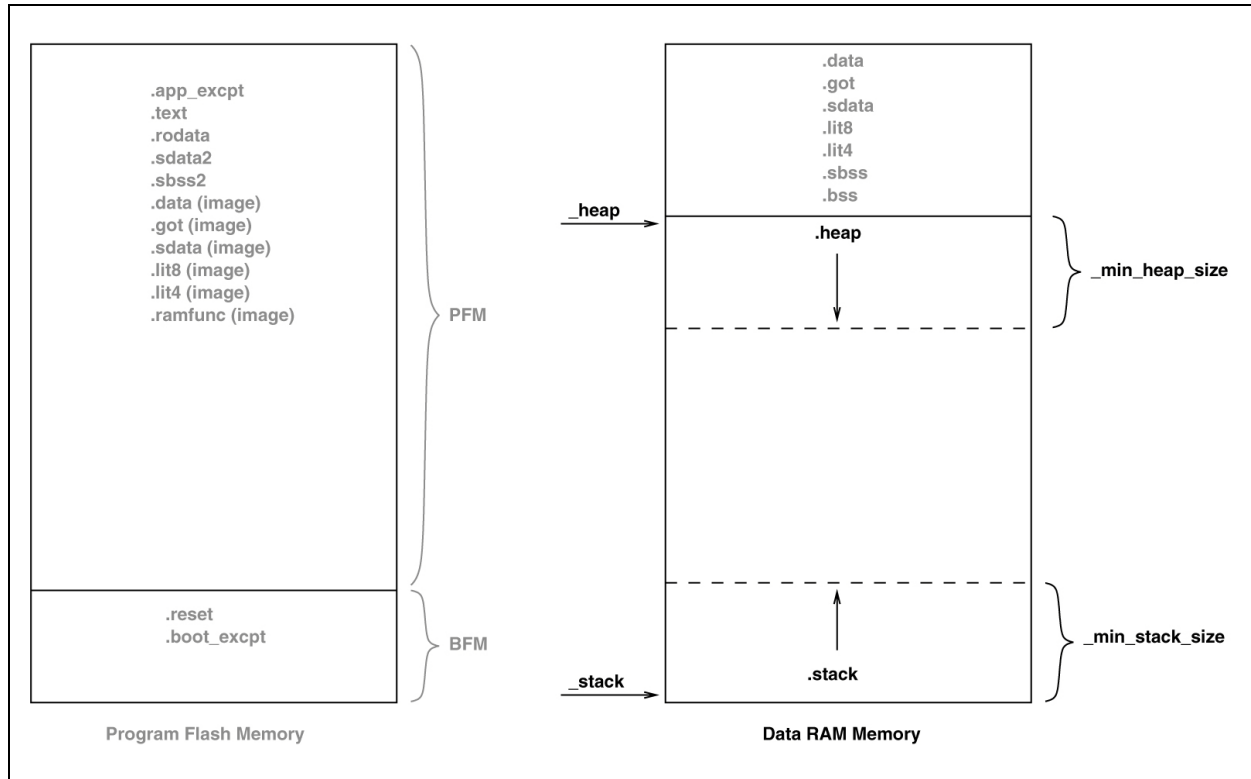 .app_excpt
.text
.rodata
.sdata2
.sbss2
.data (image)
.got (image)
.sdata (image)
.lit8 (image)
.lit4 (image)
.ramfunc (image)
PFM
.reset
.boot_excpt
BFM
Program Flash Memory
.data
.got
.sdata
.lit8
.lit4
.sbss
.bss
_heap
.heap
_min_heap_size
_min_stack_size
.stack
_stack
Data RAM Memory